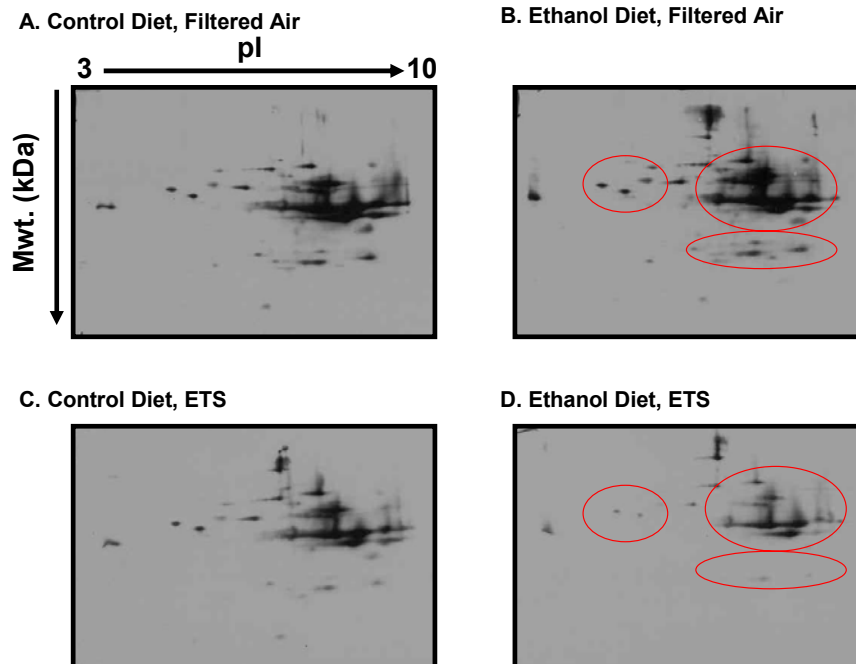 A. Control Diet, Filtered Air
B. Ethanol Diet, Filtered Air
pI
3
10
Mwt. (kDa)
C. Control Diet, ETS
D. Ethanol Diet, ETS